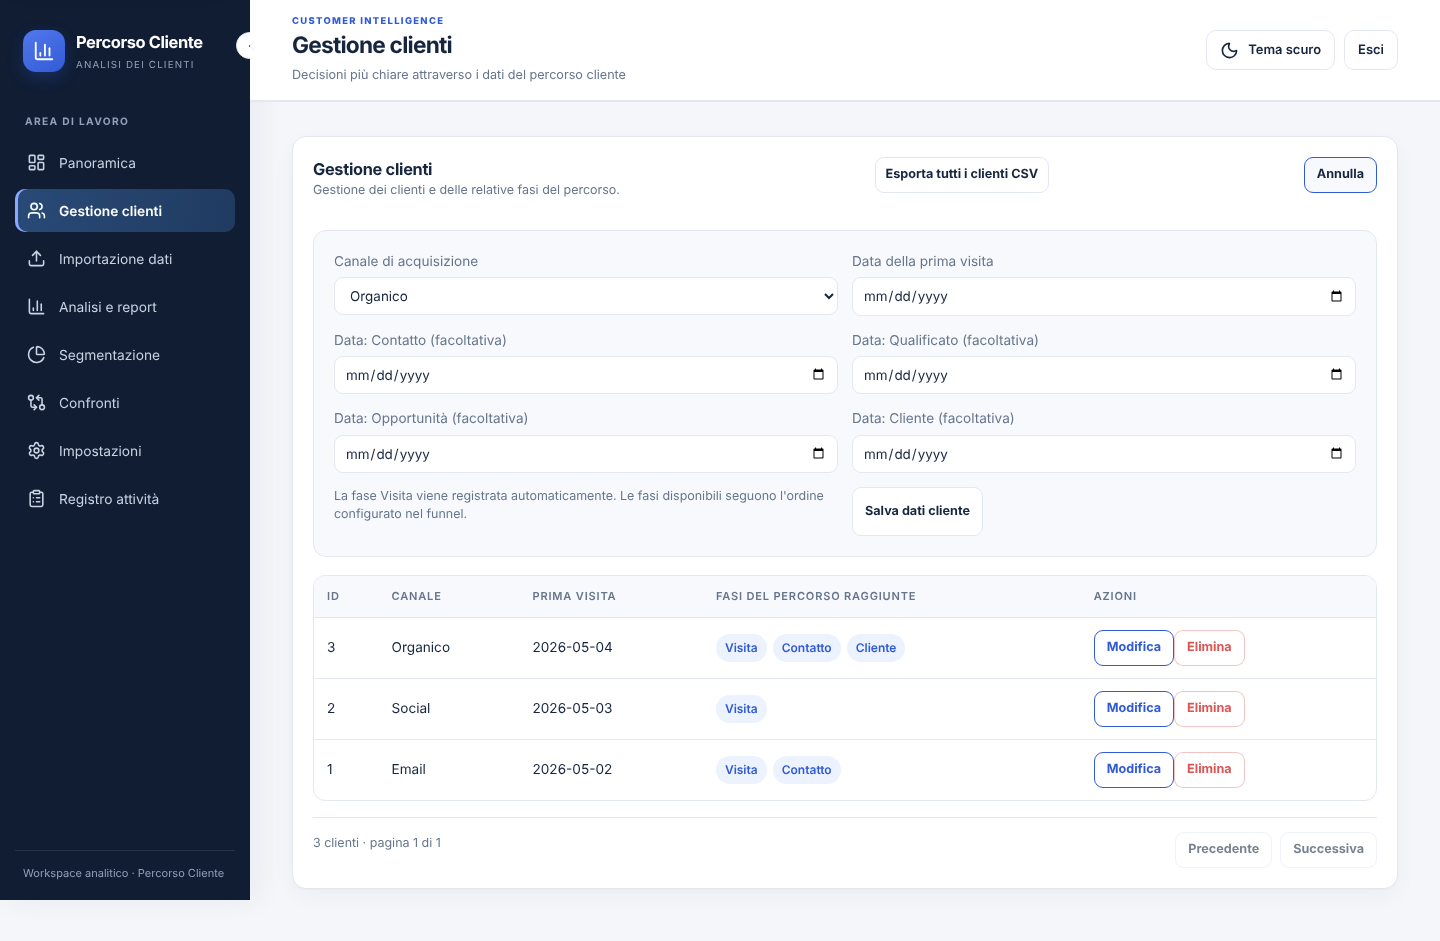 Percorso Cliente
ANALISI DEI CLIENTI
AREA DI LAVORO
Panoramica
Gestione clienti
Importazione dati
Analisi e report
Segmentazione
Confronti
Impostazioni
Registro attività
Workspace analitico · Percorso Cliente
CUSTOMER INTELLIGENCE
Gestione clienti
Decisioni più chiare attraverso i dati del percorso cliente
Tema scuro
Esci
Gestione clienti
Gestione dei clienti e delle relative fasi del percorso.
Esporta tutti i clienti CSV
Annulla
Canale di acquisizione
Data della prima visita
Organico
mm/dd/yyyy
Data: Contatto (facoltativa)
Data: Qualificato (facoltativa)
mm/dd/yyyy
mm/dd/yyyy
Data: Opportunità (facoltativa)
Data: Cliente (facoltativa)
mm/dd/yyyy
mm/dd/yyyy
La fase Visita viene registrata automaticamente. Le fasi disponibili seguono l'ordine
configurato nel funnel.
Salva dati cliente
ID CANALE PRIMA VISITA FASI DEL PERCORSO RAGGIUNTE AZIONI
3 Organico 2026-05-04 Visita Contatto Cliente Modifica Elimina
2 Social 2026-05-03 Visita Modifica Elimina
1 Email 2026-05-02 Visita Contatto Modifica Elimina
3 clienti · pagina 1 di 1
Precedente
Successiva